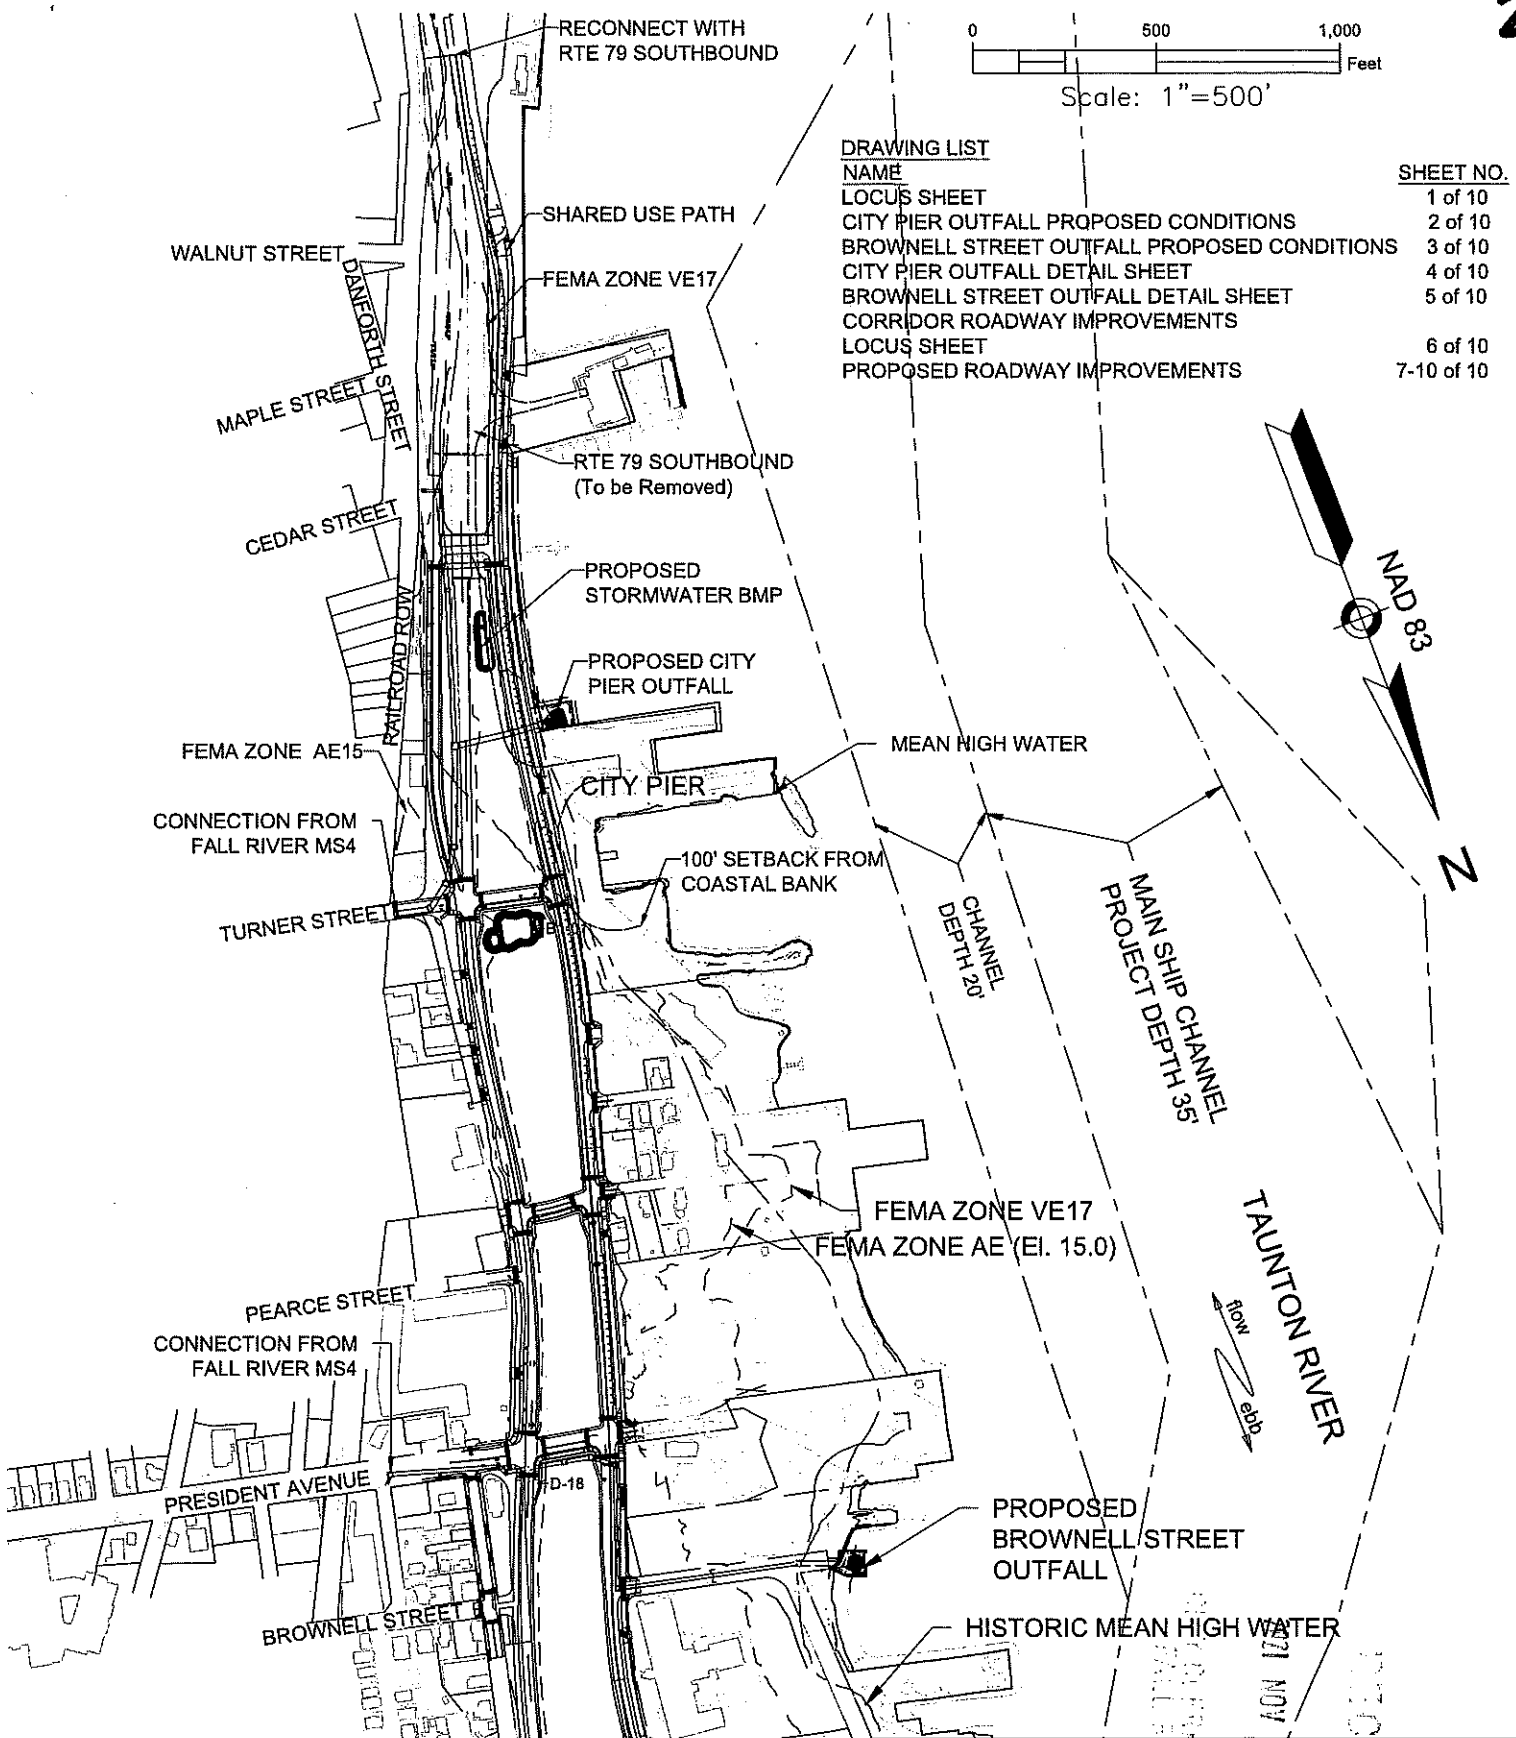 RECONNECT WITH
RTE 79 SOUTHBOUND
0 500 1,000
Feet
Scale: 1"=500'
DRAWING LIST
NAME SHEET NO.
LOCUS SHEET 1 of 10
CITY PIER OUTFALL PROPOSED CONDITIONS 2 of 10
BROWNELL STREET OUTFALL PROPOSED CONDITIONS 3 of 10
CITY PIER OUTFALL DETAIL SHEET 4 of 10
BROWNELL STREET OUTFALL DETAIL SHEET 5 of 10
CORRIDOR ROADWAY IMPROVEMENTS
LOCUS SHEET 6 of 10
PROPOSED ROADWAY IMPROVEMENTS 7-10 of 10
SHARED USE PATH
WALNUT STREET
DANFORTH STREET
FEMA ZONE VE17
MAPLE STREET
RTE 79 SOUTHBOUND
(To be Removed)
CEDAR STREET
PROPOSED
STORMWATER BMP
NAD 83
RAILROAD ROW
PROPOSED CITY
PIER OUTFALL
FEMA ZONE AE15
MEAN HIGH WATER
CITY PIER
CONNECTION FROM
FALL RIVER MS4
100' SETBACK FROM
COASTAL BANK
N
TURNER STREET
CHANNEL
DEPTH 20'
MAIN SHIP CHANNEL
PROJECT DEPTH 35'
FEMA ZONE VE17
FEMA ZONE AE (El. 15.0)
TAUNTON RIVER
flow
ebb
PEARCE STREET
CONNECTION FROM
FALL RIVER MS4
PRESIDENT AVENUE
D-18
PROPOSED
BROWNELL STREET
OUTFALL
BROWNELL STREET
HISTORIC MEAN HIGH WATER